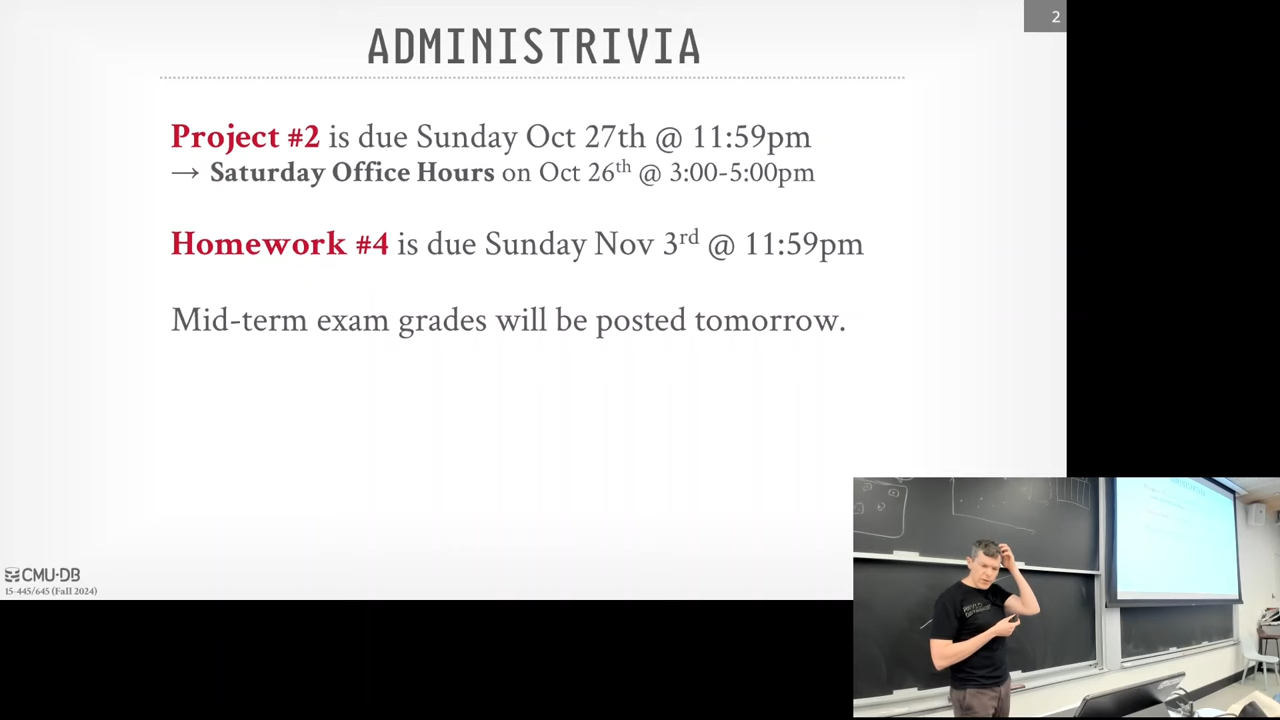 2
ADMINISTRIVIA
Project #2 is due Sunday Oct 27th @ 11:59pm
→ Saturday Office Hours on Oct 26th @ 3:00-5:00pm
Homework #4 is due Sunday Nov 3rd @ 11:59pm
Mid-term exam grades will be posted tomorrow.
CMU·DB
15-445/645 (Fall 2024)